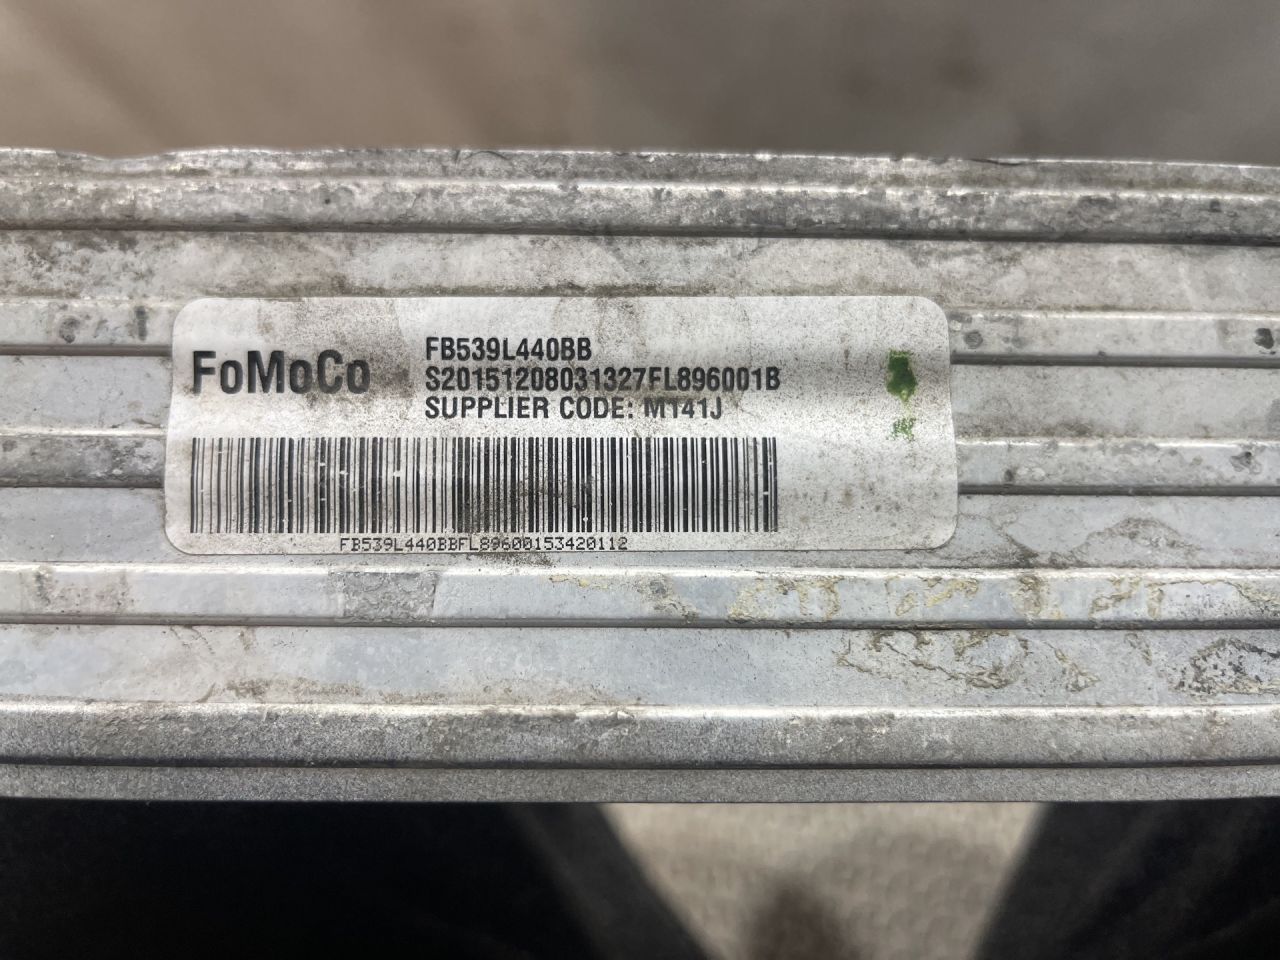 FoMoCo
FB539L440BB
S20151208031327FL896001B
SUPPLIER CODE: M141J
FB539L440BBFL89600153420112